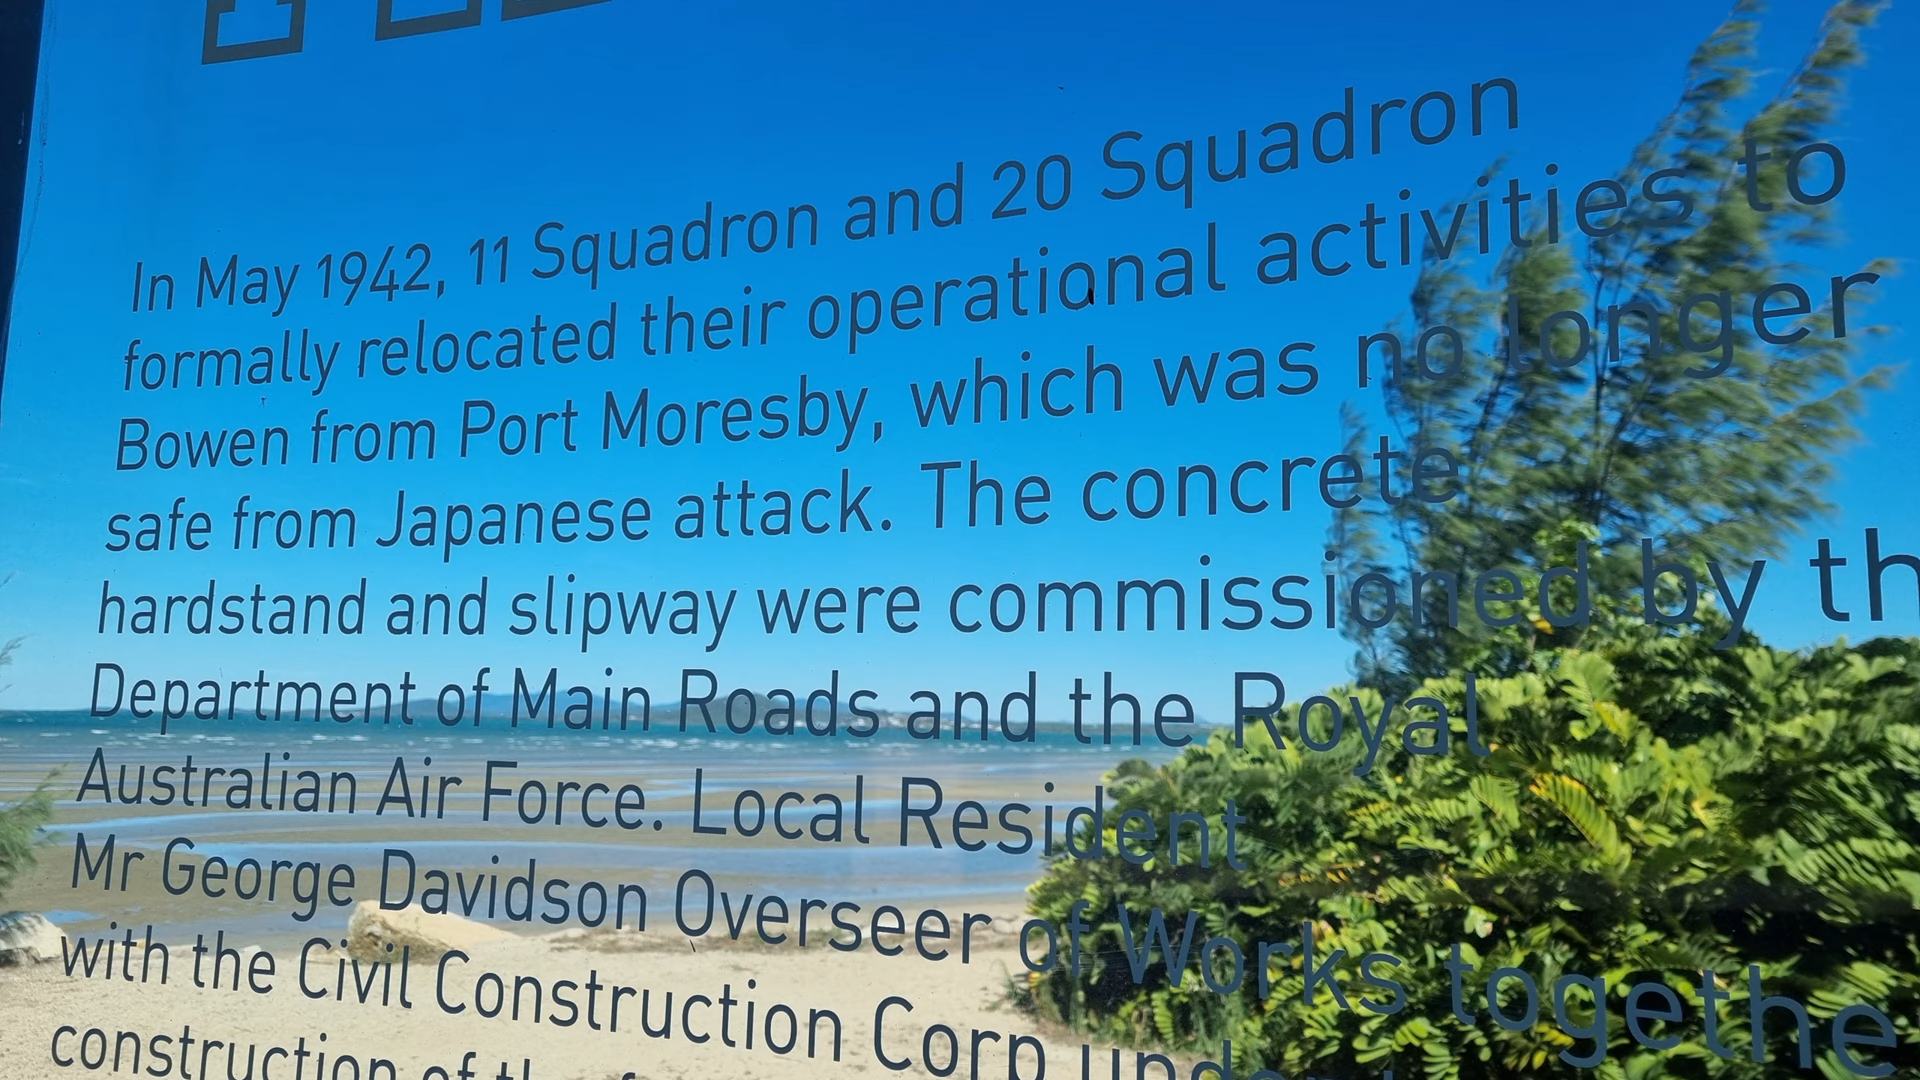 In May 1942, 11 Squadron and 20 Squadron
formally relocated their operational activities to
Bowen from Port Moresby, which was no longer
safe from Japanese attack. The concrete
hardstand and slipway were commissioned by th
Department of Main Roads and the Royal
Australian Air Force. Local Resident
Mr George Davidson Overseer of Works togethe
with the Civil Construction Corp
construction of